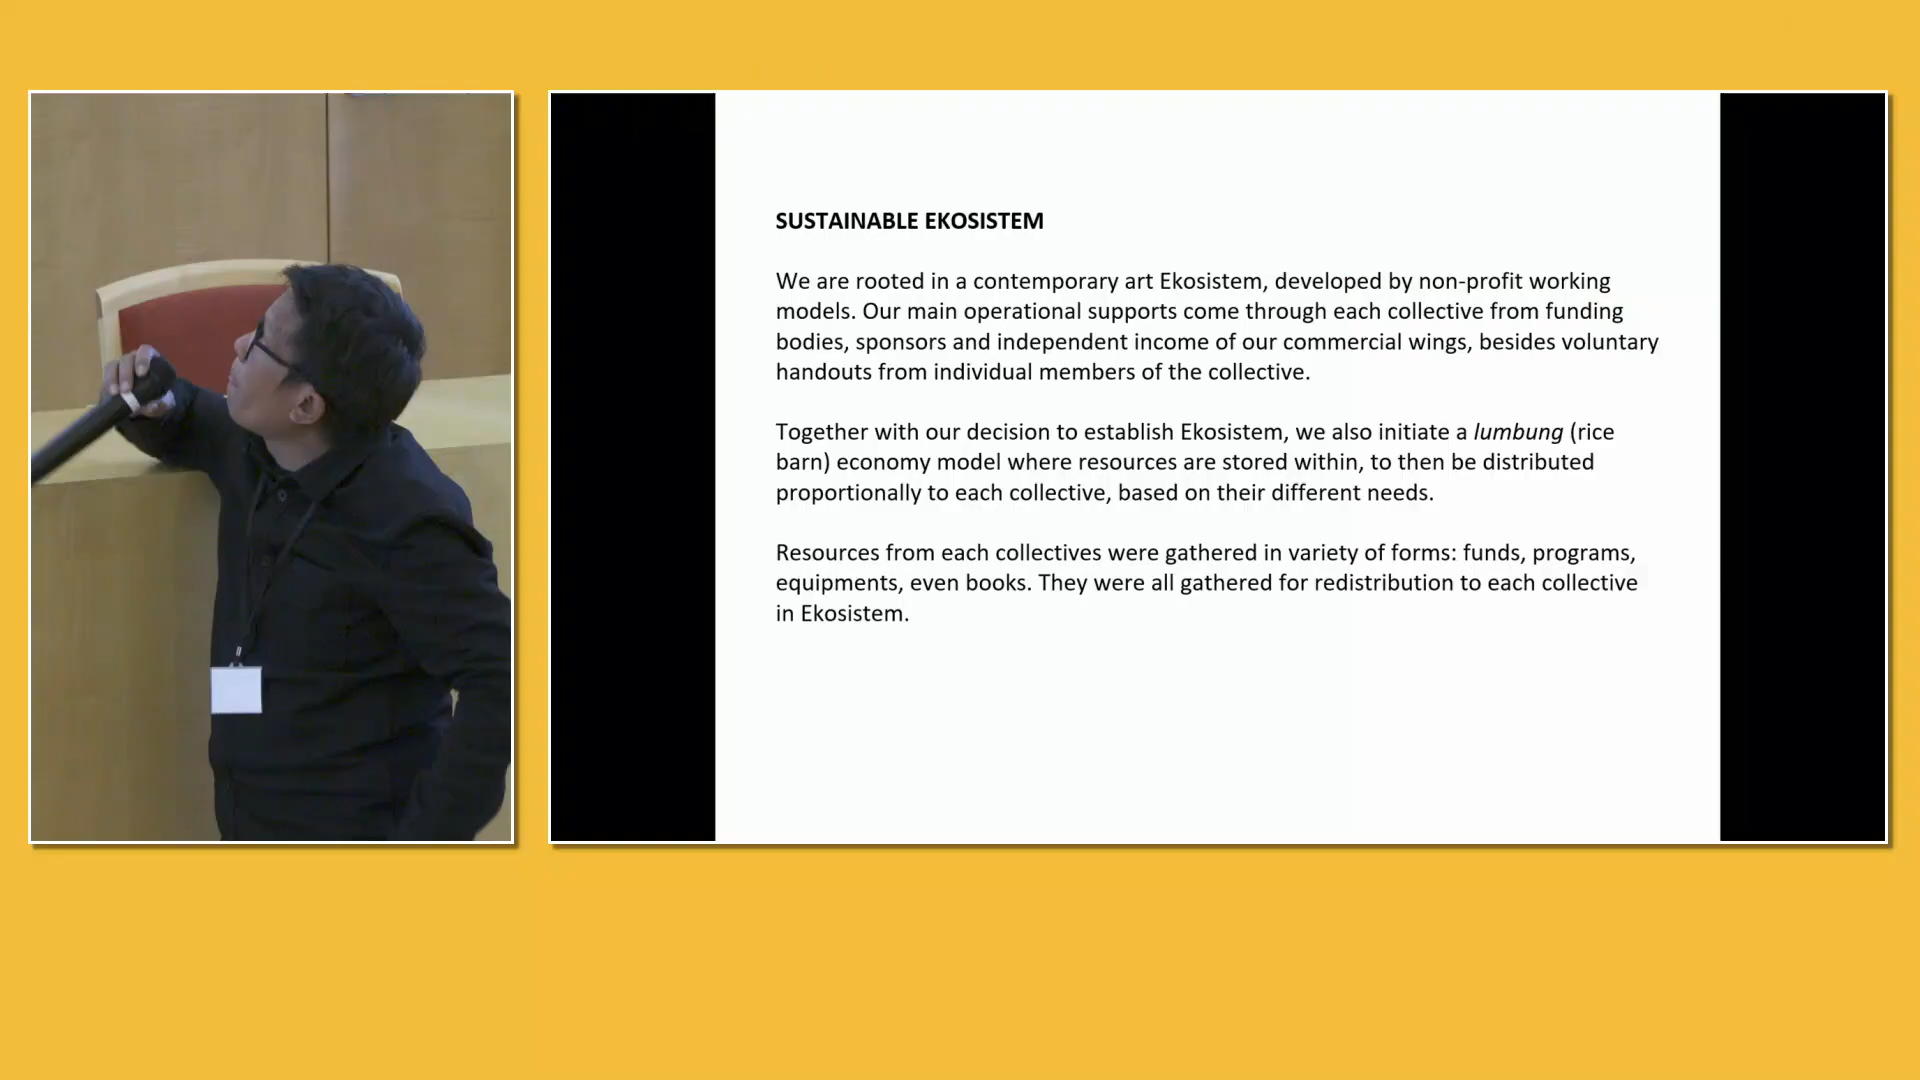 SUSTAINABLE EKOSISTEM
We are rooted in a contemporary art Ekosistem, developed by non-profit working
models. Our main operational supports come through each collective from funding
bodies, sponsors and independent income of our commercial wings, besides voluntary
handouts from individual members of the collective.
Together with our decision to establish Ekosistem, we also initiate a lumbung (rice
barn) economy model where resources are stored within, to then be distributed
proportionally to each collective, based on their different needs.
Resources from each collectives were gathered in variety of forms: funds, programs,
equipments, even books. They were all gathered for redistribution to each collective
in Ekosistem.